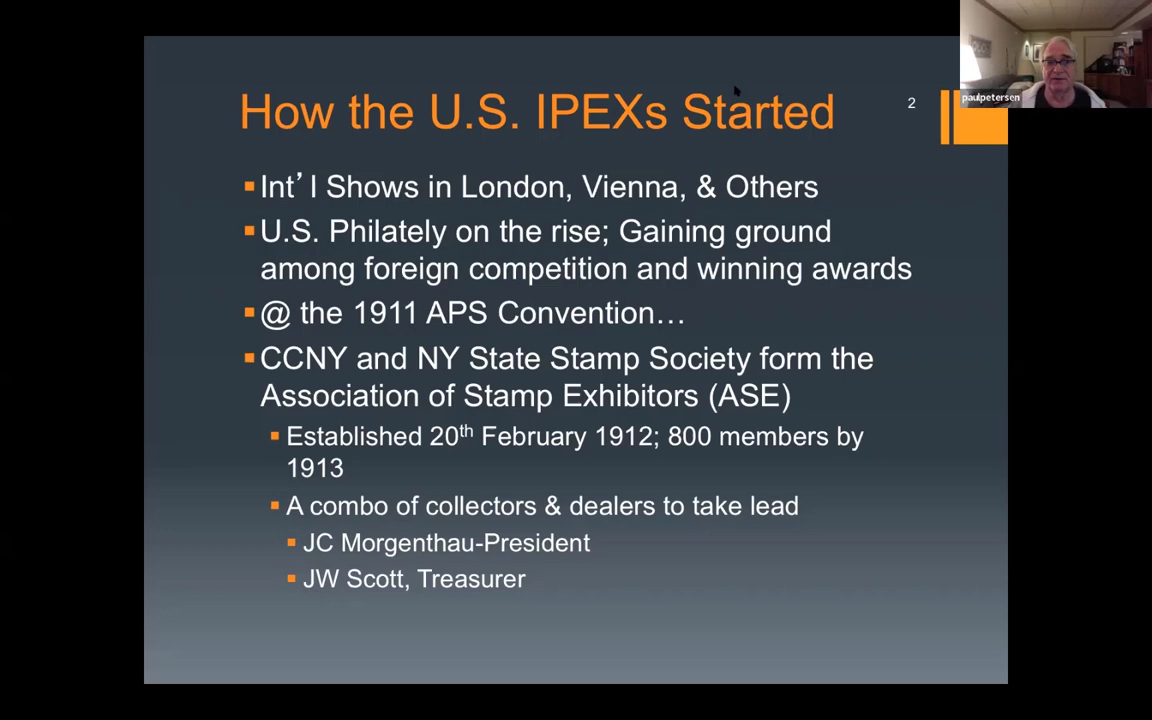 How the U.S. IPEXs Started
2
paulpetersen
▪Int’l Shows in London, Vienna, & Others
▪U.S. Philately on the rise; Gaining ground
among foreign competition and winning awards
▪@ the 1911 APS Convention…
▪CCNY and NY State Stamp Society form the
Association of Stamp Exhibitors (ASE)
▪Established 20th February 1912; 800 members by
1913
▪A combo of collectors & dealers to take lead
▪JC Morgenthau-President
▪JW Scott, Treasurer